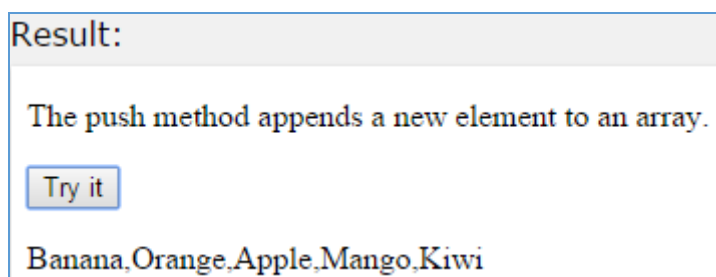 Result:
The push method appends a new element to an array.
Try it
Banana,Orange,Apple,Mango,Kiwi